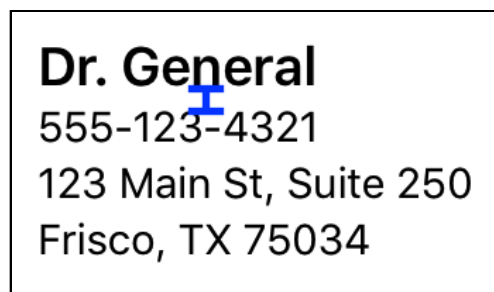 Dr. General
555-123-4321
123 Main St, Suite 250
Frisco, TX 75034